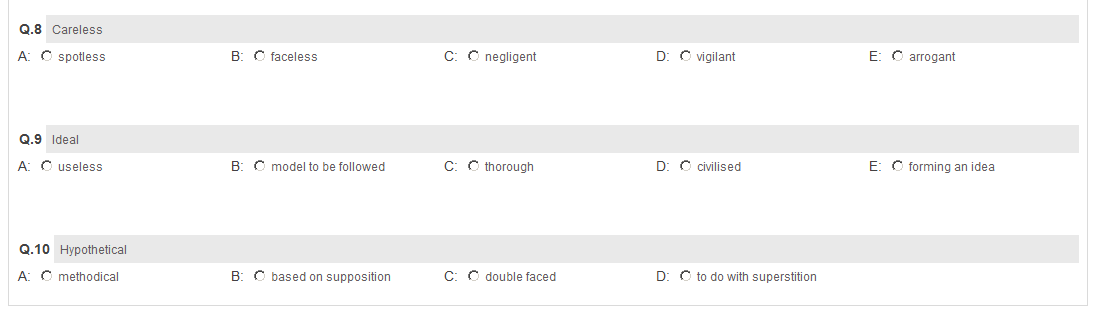 Q.8 Careless
A: spotless B: faceless C: negligent D: vigilant E: arrogant
Q.9 Ideal
A: useless B: model to be followed C: thorough D: civilised E: forming an idea
Q.10 Hypothetical
A: methodical B: based on supposition C: double faced D: to do with superstition